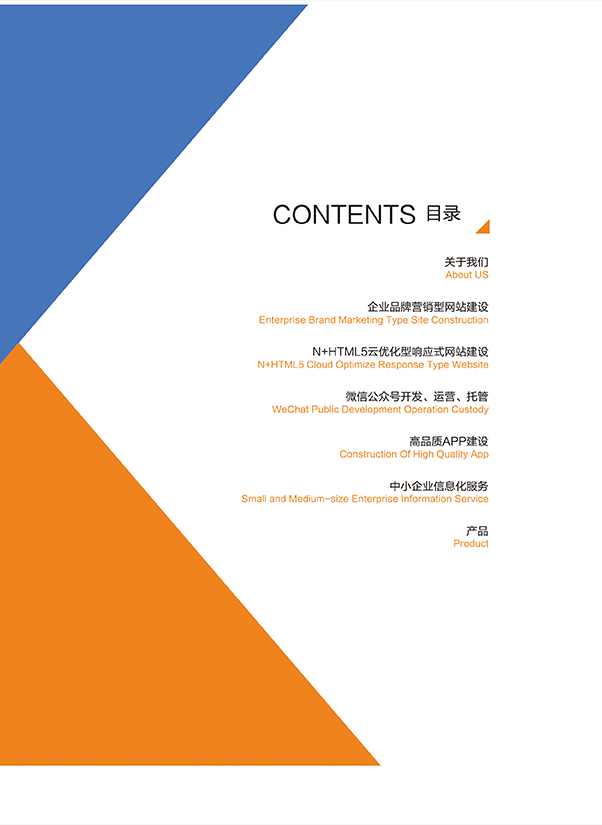 CONTENTS 目录
关于我们
About US
企业品牌营销型网站建设
Enterprise Brand Marketing Type Site Construction
N+HTML5云优化型响应式网站建设
N+HTML5 Cloud Optimize Response Type Website
微信公众号开发、运营、托管
WeChat Public Development Operation Custody
高品质APP建设
Construction Of High Quality App
中小企业信息化服务
Small and Medium-size Enterprise Information Service
产品
Product